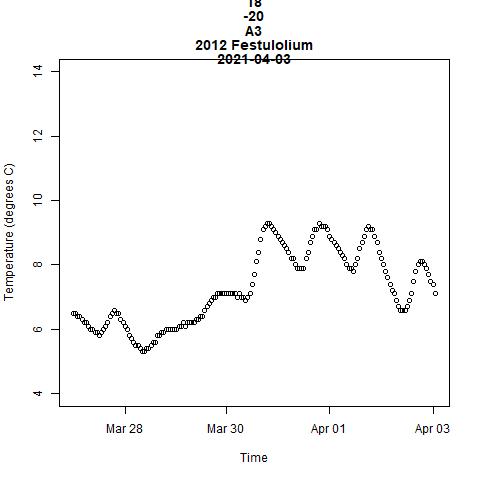 18
-20
A3
2012 Festulolium
2021-04-03
Temperature (degrees C)
14
12
10
8
6
4
Mar 28
Mar 30
Apr 01
Apr 03
Time